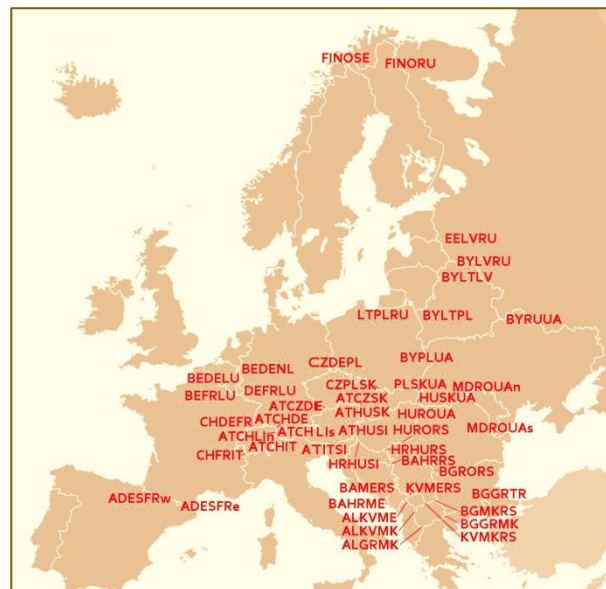 FINOSE
FINORU
EELVRU
BYLVRU
BYLTLV
LTPLRU
BYLTPL
BYRUUA
BEDENL
CZDEPL
BYPLUA
BEDELU
DEFRLU
CZPLSK
PLSKUA
MDROUAn
BEFRLU
ATCZSK
HUSKUA
ATCZDE
CHDEFR
ATCHDE
ATHUSK
HUROUA
ATCHLIn
ATCH LIs
ATHUSI
HURORS
MDROUAs
CHFRIT
ATCHIT
ATITSI
HRHURS
HRHUSI
BAHRRS
BGRORS
ADESFRw
ADESFRe
BAMERS
KVMERS
BGGRTR
BAHRME
BGMKRS
ALKVME
BGGRMK
ALKVMK
KVMKRS
ALGRMK